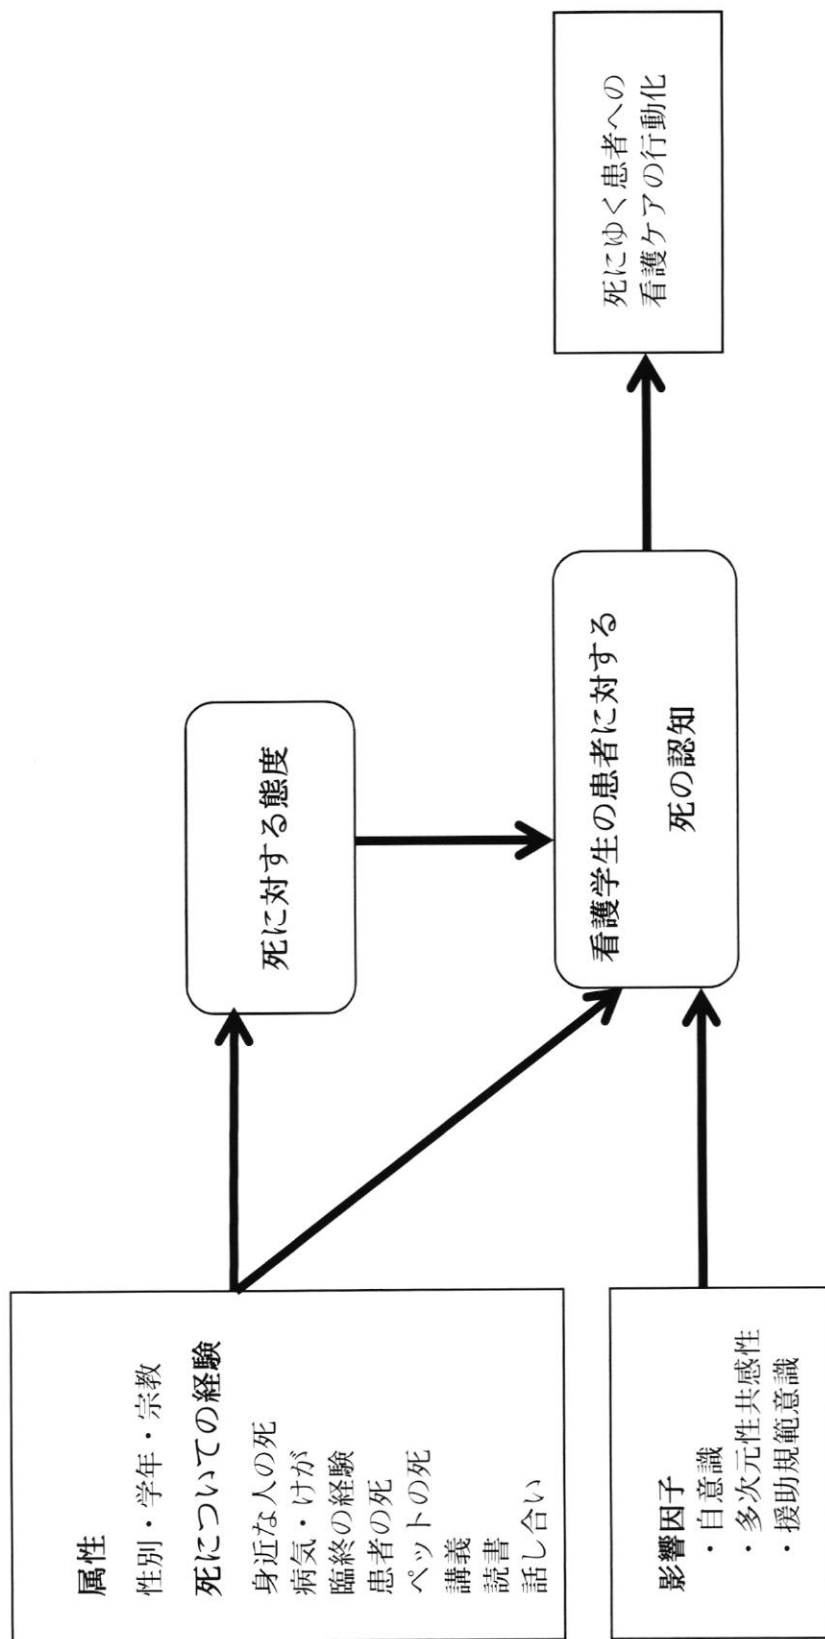 属性
性別・学年・宗教
死についての経験
身近な人の死
病気・けが
臨終の経験
患者の死
ペットの死
講義
読書
話し合い
影響因子
・自意識
・多次元性共感性
・援助規範意識
死に対する態度
看護学生の患者に対する
死の認知
死にゆく患者への
看護ケアの行動化